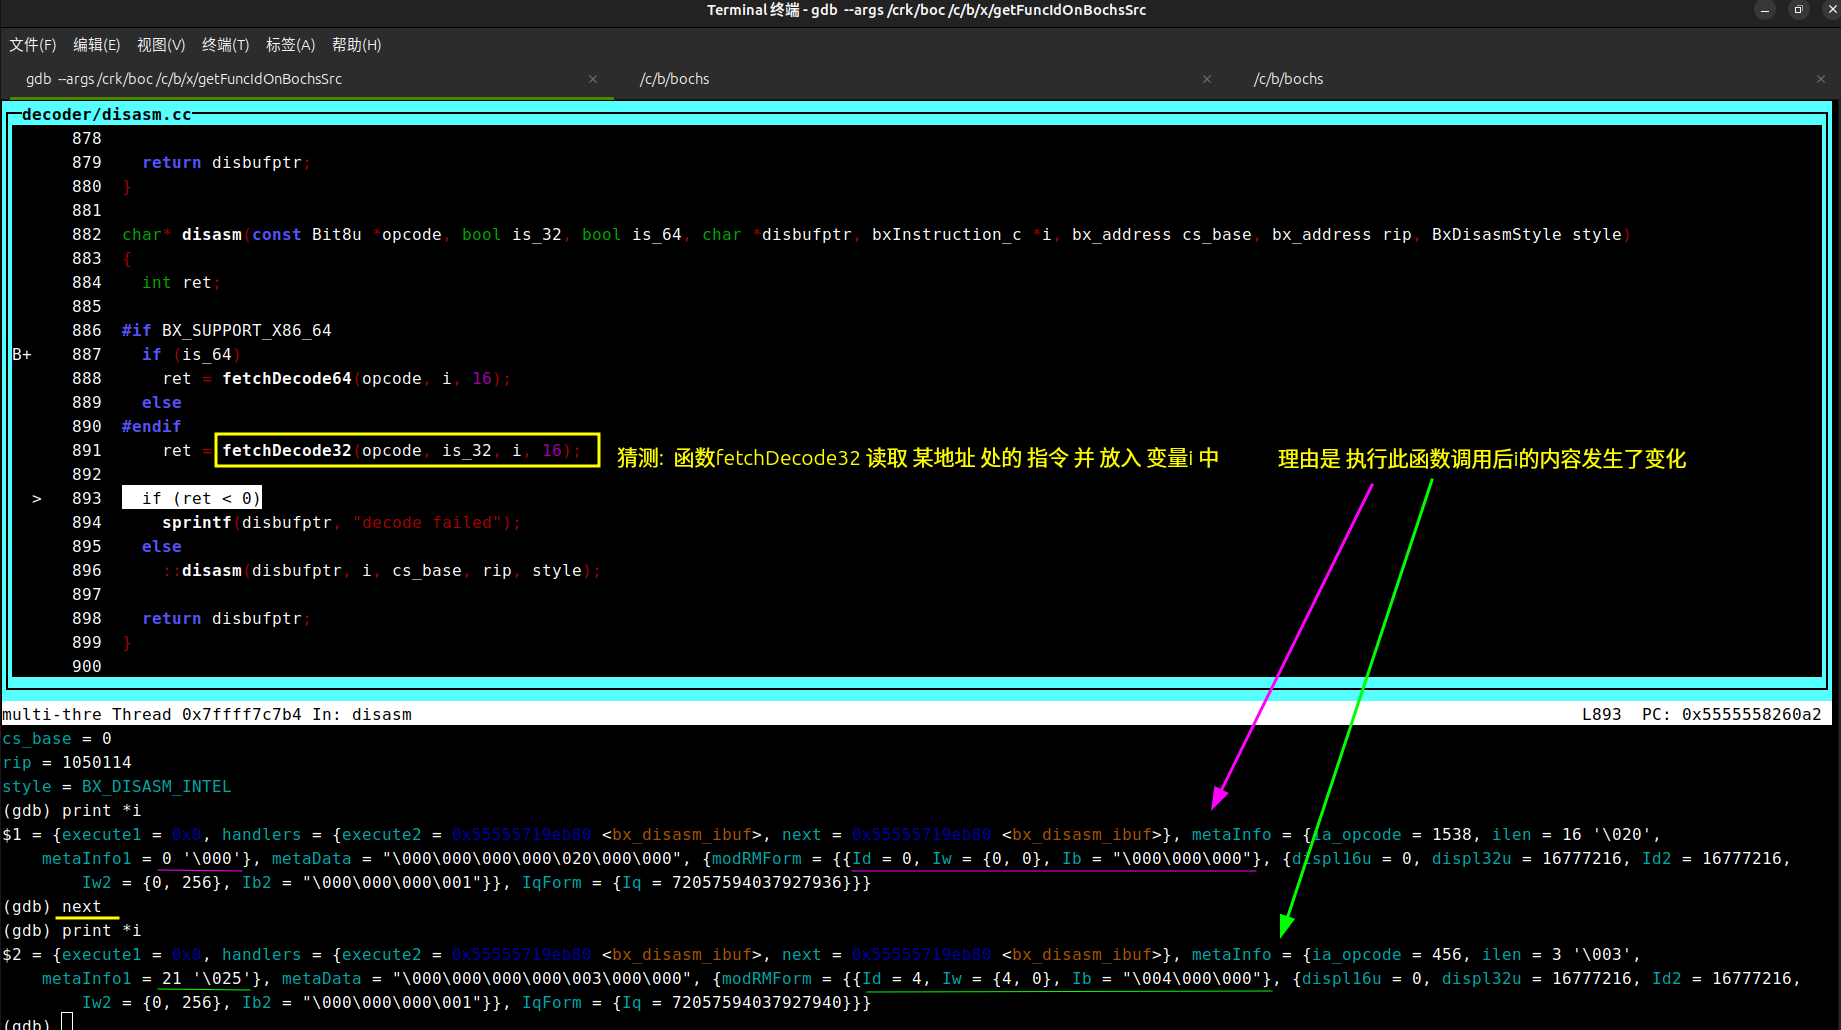 Terminal 终端 - gdb --args /crk/boc /c/b/x/getFuncIdOnBochsSrc
文件(F) 编辑(E) 视图(V) 终端(T) 标签(A) 帮助(H)
gdb --args /crk/boc /c/b/x/getFuncIdOnBochsSrc × /c/b/bochs × /c/b/bochs ×
decoder/disasm.cc
878
879 return disbufptr;
880 }
881
882 char* disasm(const Bit8u *opcode, bool is_32, bool is_64, char *disbufptr, bxInstruction_c *i, bx_address cs_base, bx_address rip, BxDisasmStyle style)
883 {
884 int ret;
885
886 #if BX_SUPPORT_X86_64
B+ 887 if (is_64)
888 ret = fetchDecode64(opcode, i, 16);
889 else
890 #endif
891 ret = fetchDecode32(opcode, is_32, i, 16); 猜测: 函数fetchDecode32 读取 某地址 处的 指令 并 放入 变量i 中 理由是 执行此函数调用后i的内容发生了变化
892
> 893 if (ret < 0)
894 sprintf(disbufptr, "decode failed");
895 else
896 ::disasm(disbufptr, i, cs_base, rip, style);
897
898 return disbufptr;
899 }
900
multi-thre Thread 0x7ffff7c7b4 In: disasm L893 PC: 0x5555558260a2
cs_base = 0
rip = 1050114
style = BX_DISASM_INTEL
(gdb) print *i
$1 = {execute1 = 0x0, handlers = {execute2 = 0x55555719eb80 <bx_disasm_ibuf>, next = 0x55555719eb80 <bx_disasm_ibuf>}, metaInfo = {ia_opcode = 1538, ilen = 16 '\020',
metaInfo1 = 0 '\000'}, metaData = "\000\000\000\000\020\000\000", {modRMForm = {{Id = 0, Iw = {0, 0}, Ib = "\000\000\000"}, {displ16u = 0, displ32u = 16777216, Id2 = 16777216,
Iw2 = {0, 256}, Ib2 = "\000\000\000\001"}}, IqForm = {Iq = 72057594037927936}}}
(gdb) next
(gdb) print *i
$2 = {execute1 = 0x0, handlers = {execute2 = 0x55555719eb80 <bx_disasm_ibuf>, next = 0x55555719eb80 <bx_disasm_ibuf>}, metaInfo = {ia_opcode = 456, ilen = 3 '\003',
metaInfo1 = 21 '\025'}, metaData = "\000\000\000\000\003\000\000", {modRMForm = {{Id = 4, Iw = {4, 0}, Ib = "\004\000\000"}, {displ16u = 0, displ32u = 16777216, Id2 = 16777216,
Iw2 = {0, 256}, Ib2 = "\000\000\000\001"}}, IqForm = {Iq = 72057594037927940}}}
(gdb)